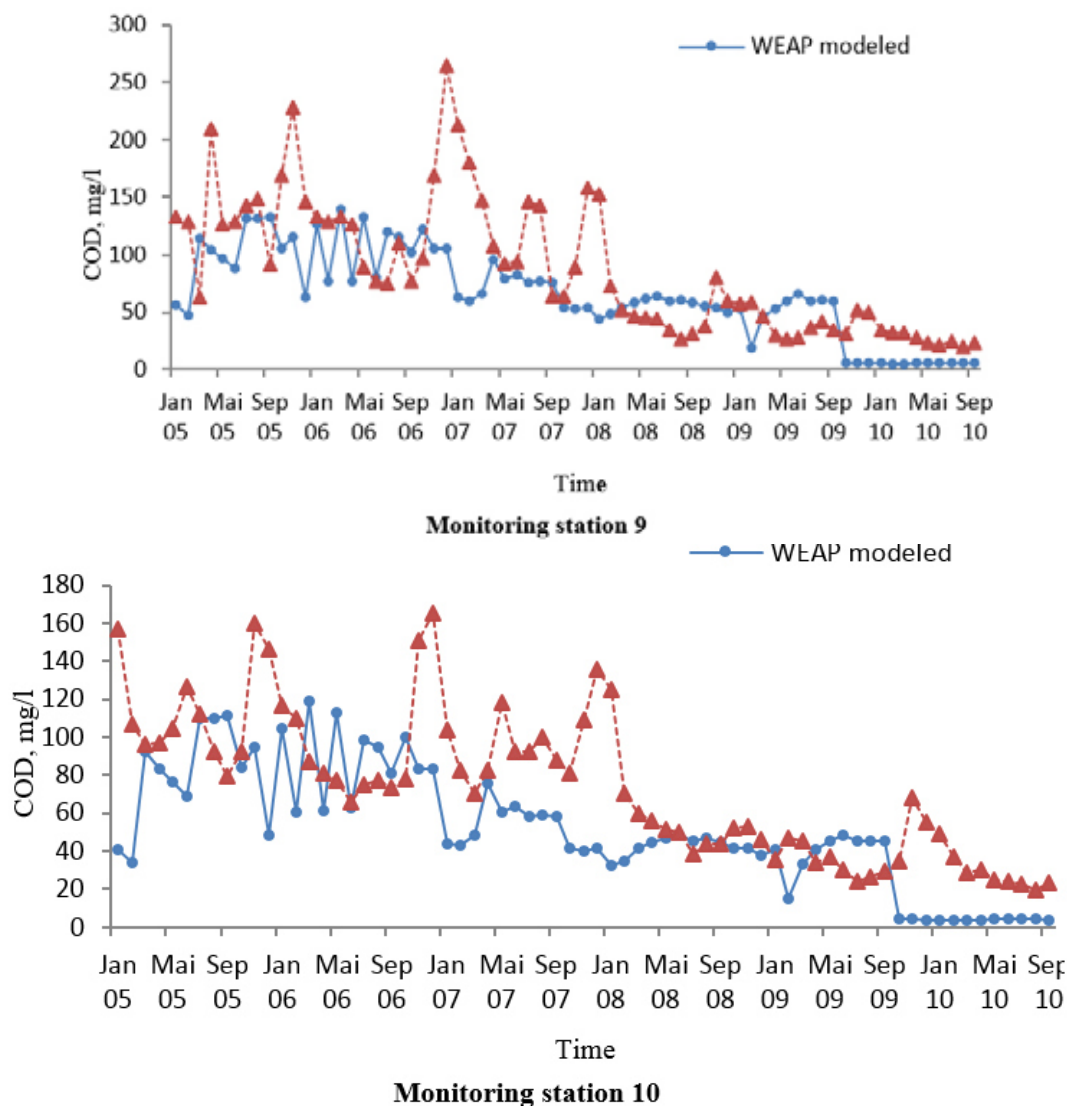 300
WEAP modeled
250
200
150
100
50
0
COD, mg/l
Jan Mai Sep Jan Mai Sep Jan Mai Sep Jan Mai Sep Jan Mai Sep Jan Mai Sep
05 05 05 06 06 06 07 07 07 08 08 08 09 09 09 10 10 10
Time
Monitoring station 9
WEAP modeled
180
160
140
120
100
80
60
40
20
0
COD, mg/l
Jan Mai Sep Jan Mai Sep Jan Mai Sep Jan Mai Sep Jan Mai Sep Jan Mai Sep
05 05 05 06 06 06 07 07 07 08 08 08 09 09 09 10 10 10
Time
Monitoring station 10